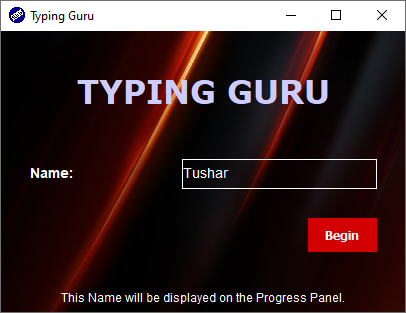 Typing Guru
TYPING GURU
Name:
Tushar
Begin
This Name will be displayed on the Progress Panel.